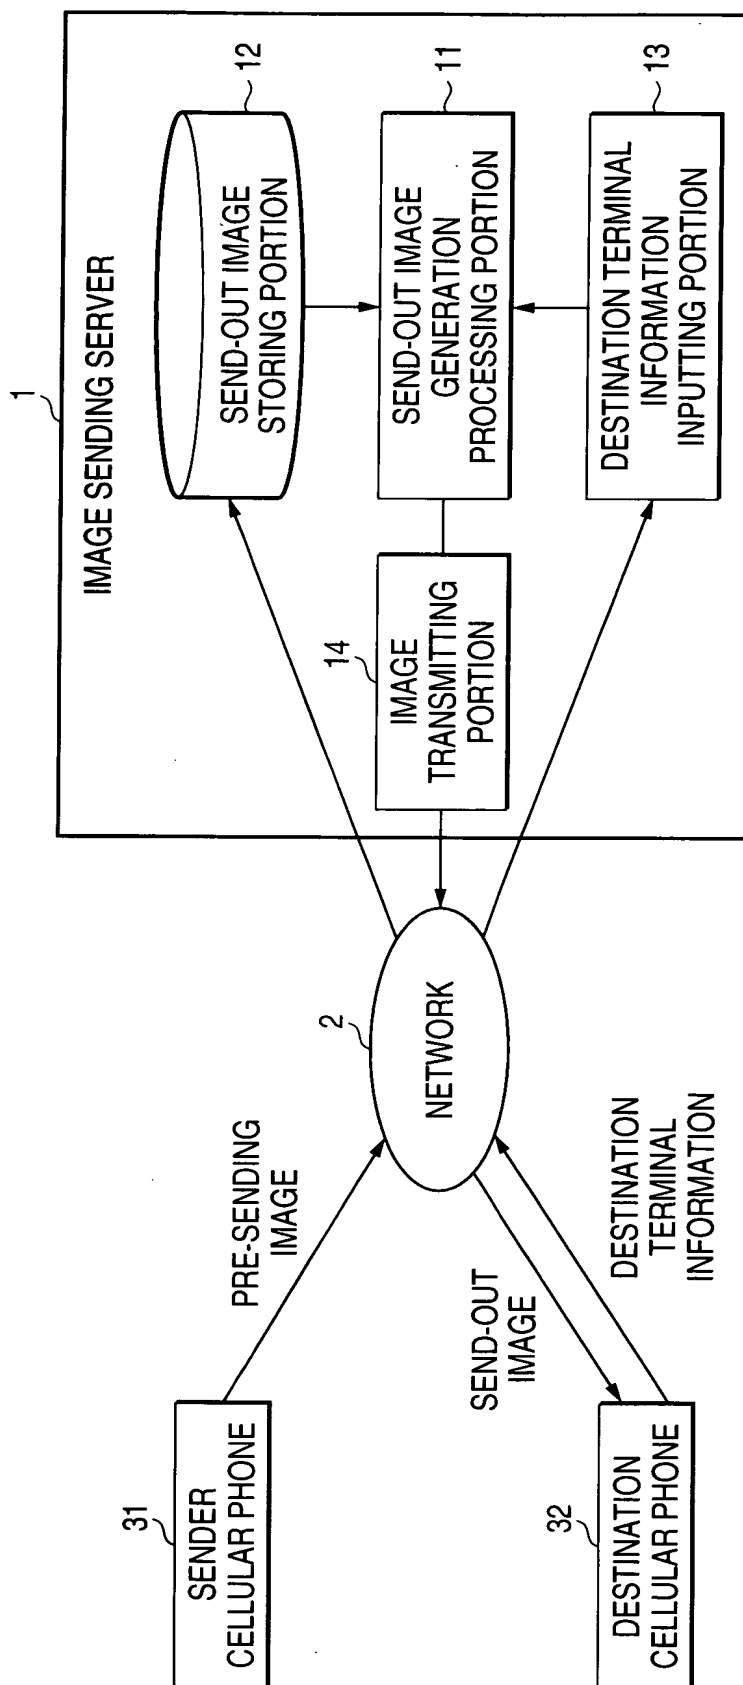 1
IMAGE SENDING SERVER
12
SEND-OUT IMAGE
STORING PORTION
11
SEND-OUT IMAGE
GENERATION
PROCESSING PORTION
13
DESTINATION TERMINAL
INFORMATION
INPUTTING PORTION
14
IMAGE
TRANSMITTING
PORTION
2
NETWORK
PRE-SENDING
IMAGE
SEND-OUT
IMAGE
DESTINATION
TERMINAL
INFORMATION
31
SENDER
CELLULAR PHONE
32
DESTINATION
CELLULAR PHONE